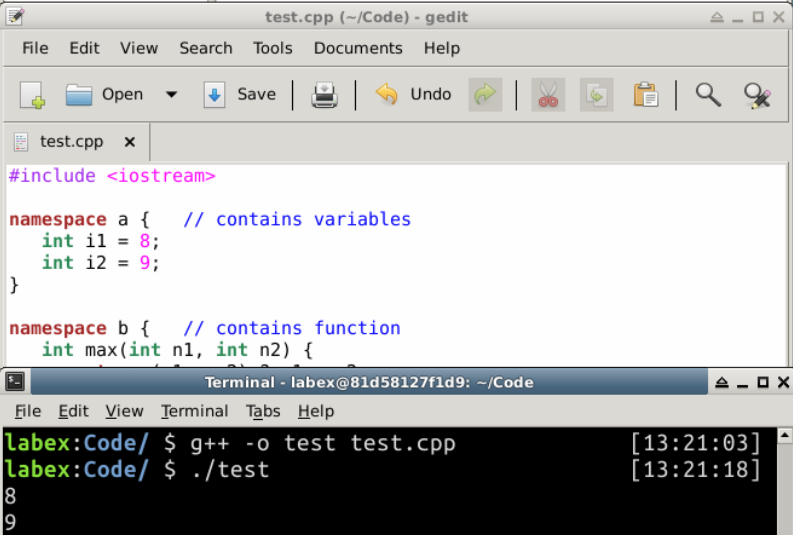 test.cpp (~/Code) - gedit
File Edit View Search Tools Documents Help
Open Save Undo
test.cpp
#include <iostream>
namespace a { // contains variables
int i1 = 8;
int i2 = 9;
}
namespace b { // contains function
int max(int n1, int n2) {
Terminal - labex@81d58127f1d9: ~/Code
File Edit View Terminal Tabs Help
labex:Code/ $ g++ -o test test.cpp [13:21:03]
labex:Code/ $ ./test [13:21:18]
8
9